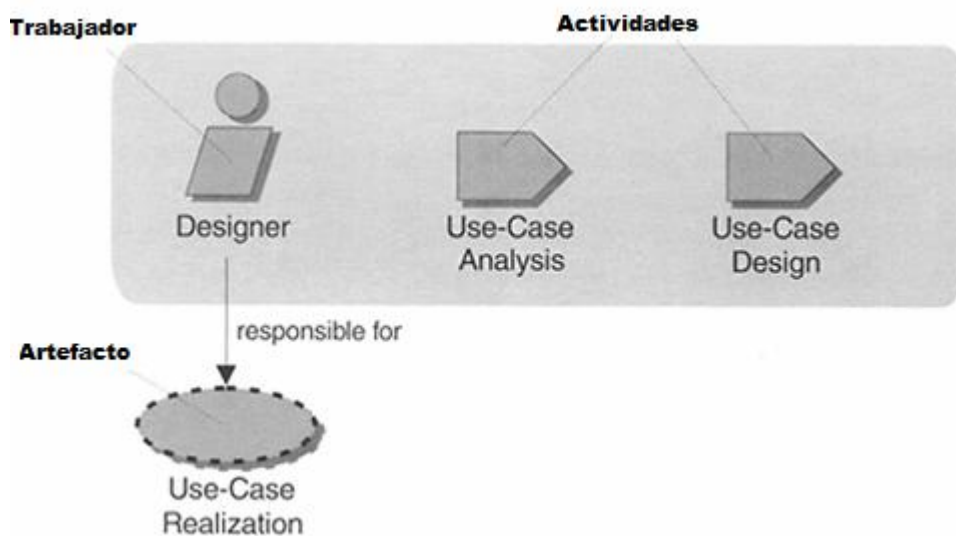 Trabajador
Actividades
Designer
Use-Case
Analysis
Use-Case
Design
responsible for
Artefacto
Use-Case
Realization